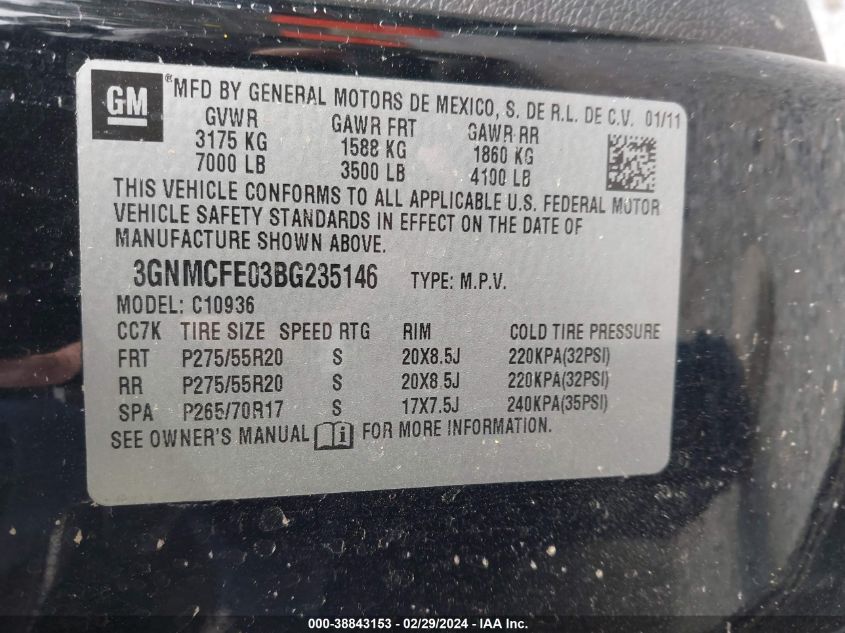 GM
®MFD BY GENERAL MOTORS DE MEXICO, S. DE R.L. DE C.V. 01/11
GVWR GAWR FRT GAWR RR
3175 KG 1588 KG 1860 KG
7000 LB 3500 LB 4100 LB
THIS VEHICLE CONFORMS TO ALL APPLICABLE U.S. FEDERAL MOTOR
VEHICLE SAFETY STANDARDS IN EFFECT ON THE DATE OF
MANUFACTURE SHOWN ABOVE.
3GNMCFE03BG235146 TYPE: M.P.V.
MODEL: C10936
CC7K TIRE SIZE SPEED RTG RIM COLD TIRE PRESSURE
FRT P275/55R20 S 20X8.5J 220KPA(32PSI)
RR P275/55R20 S 20X8.5J 220KPA(32PSI)
SPA P265/70R17 S 17X7.5J 240KPA(35PSI)
SEE OWNER'S MANUAL i FOR MORE INFORMATION.
000-38843153 - 02/29/2024 - IAA Inc.